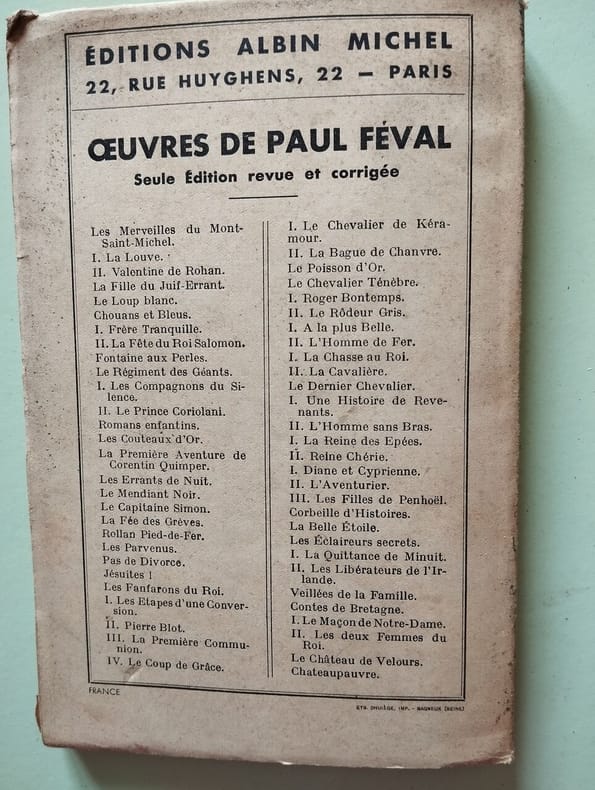 ÉDITIONS ALBIN MICHEL
22, RUE HUYGHENS, 22 — PARIS
ŒUVRES DE PAUL FÉVAL
Seule Édition revue et corrigée
Les Merveilles du Mont-
Saint-Michel.
I. La Louve.
II. Valentine de Rohan.
La Fille du Juif-Errant.
Le Loup blanc.
Chouans et Bleus.
I. Frère Tranquille.
II. La Fête du Roi Salomon.
Fontaine aux Perles.
Le Régiment des Géants.
I. Les Compagnons du Si-
lence.
II. Le Prince Coriolani.
Romans enfantins.
Les Couteaux d'Or.
La Première Aventure de
Corentin Quimper.
Les Errants de Nuit.
Le Mendiant Noir.
Le Capitaine Simon.
La Fée des Grèves.
Rollan Pied-de-Fer.
Les Parvenus.
Pas de Divorce.
Jésuites !
Les Fanfarons du Roi.
I. Les Etapes d'une Conver-
sion.
II. Pierre Blot.
III. La Première Commu-
nion.
IV. Le Coup de Grâce.
I. Le Chevalier de Kéra-
mour.
II. La Bague de Chanvre.
Le Poisson d'Or.
Le Chevalier Ténèbre.
I. Roger Bontemps.
II. Le Rôdeur Gris.
I. A la plus Belle.
II. L'Homme de Fer.
I. La Chasse au Roi.
II. La Cavalière.
Le Dernier Chevalier.
I. Une Histoire de Reve-
nants.
II. L'Homme sans Bras.
I. La Reine des Epées.
II. Reine Chérie.
I. Diane et Cyprienne.
II. L'Aventurier.
III. Les Filles de Penhoël.
Corbeille d'Histoires.
La Belle Étoile.
Les Éclaireurs secrets.
I. La Quittance de Minuit.
II. Les Libérateurs de l'Ir-
lande.
Veillées de la Famille.
Contes de Bretagne.
I. Le Maçon de Notre-Dame.
II. Les deux Femmes du
Roi.
Le Château de Velours.
Chateaupauvre.
FRANCE
ETS. DHUIÈGE, IMP. - BAGNEUX (SEINE)